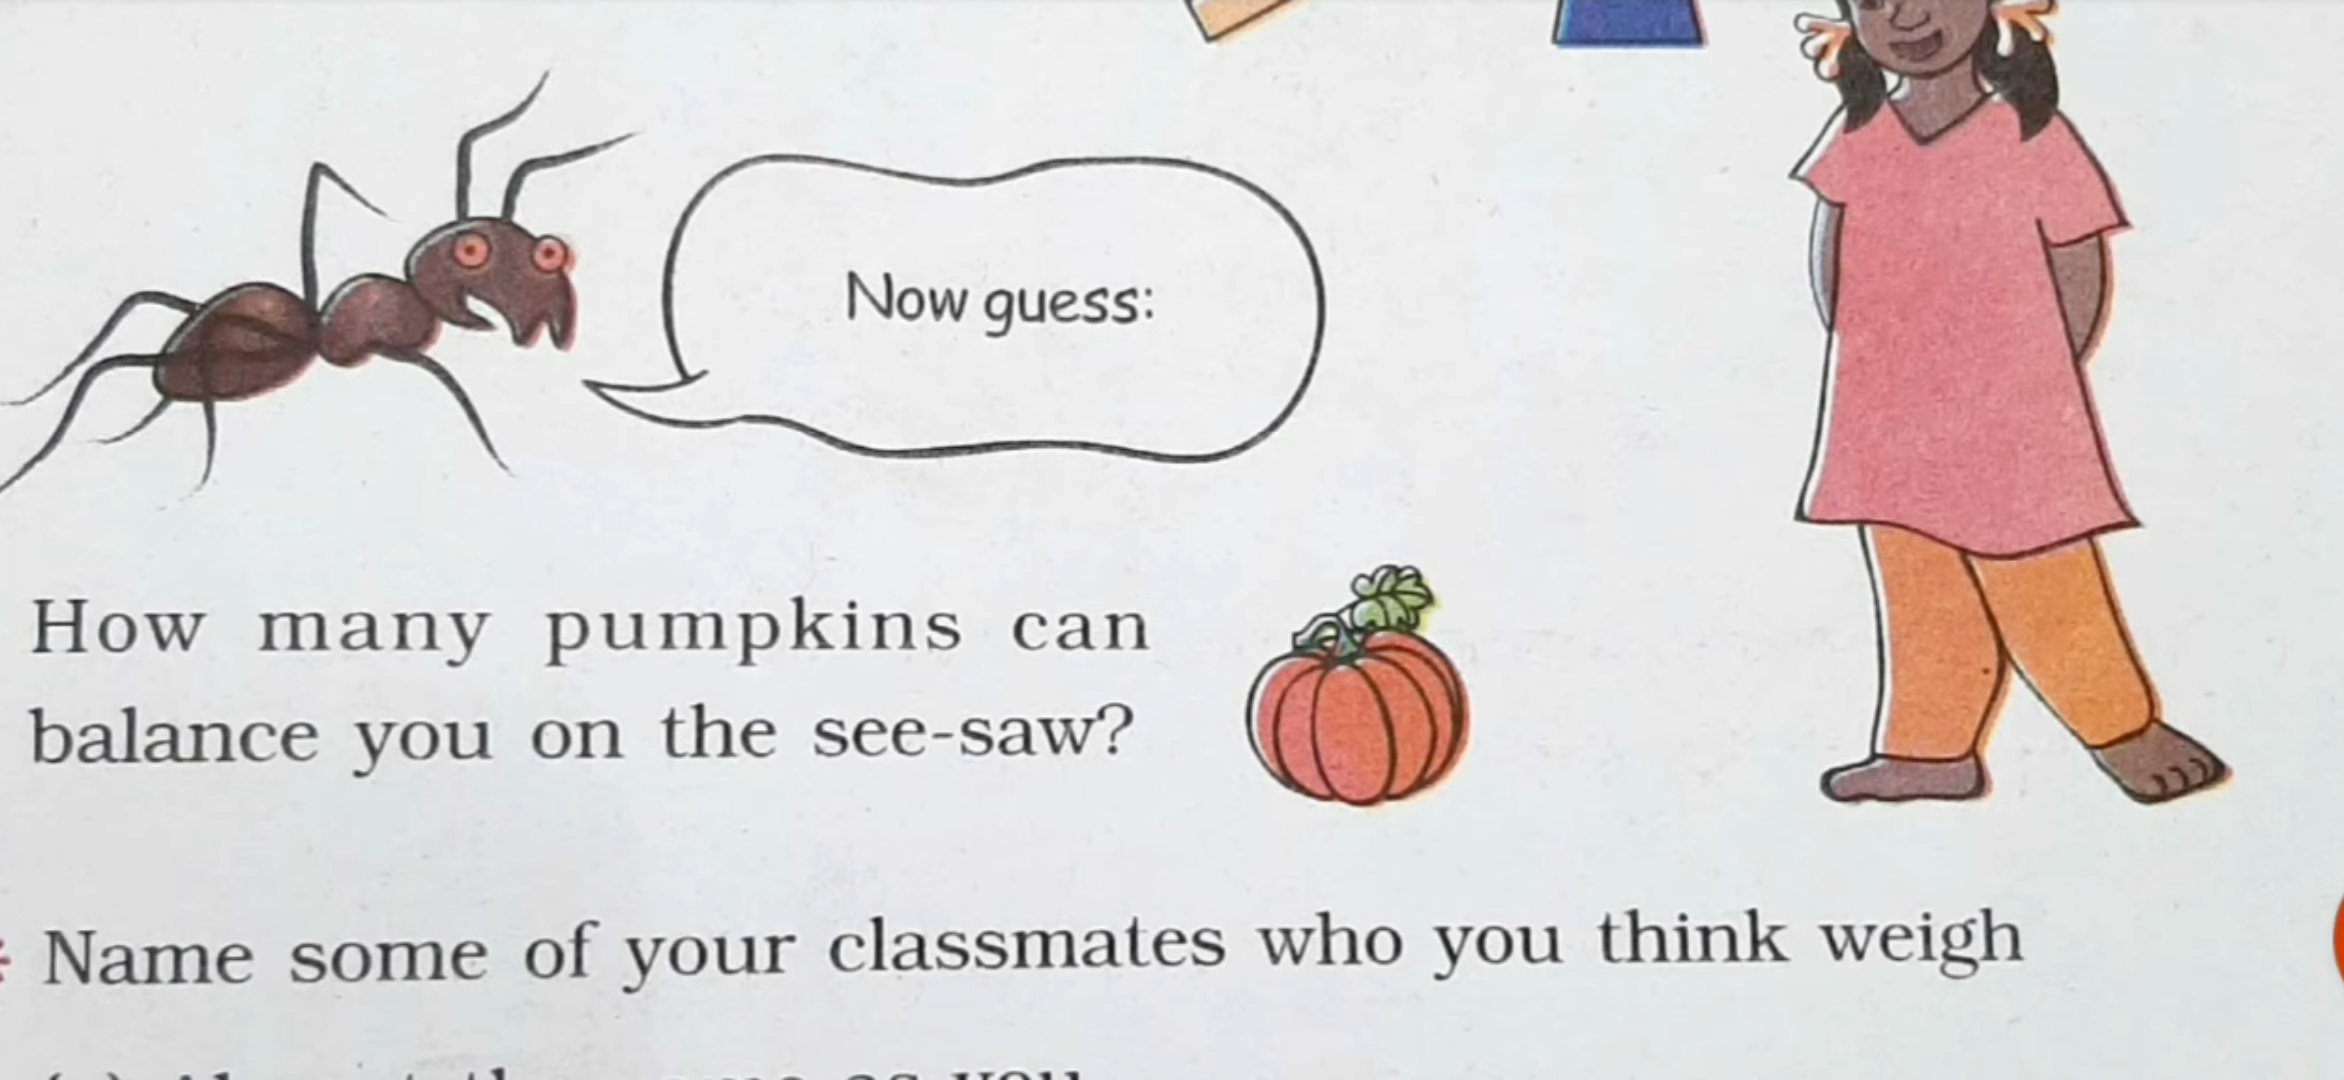 Now guess:
How many pumpkins can
balance you on the see-saw?
Name some of your classmates who you think weigh